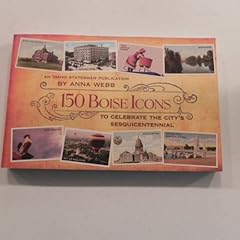 AN IDAHO STATESMAN PUBLICATION
BY ANNA WEBB
150 BOISE ICONS
TO CELEBRATE THE CITY'S
SESQUICENTENNIAL